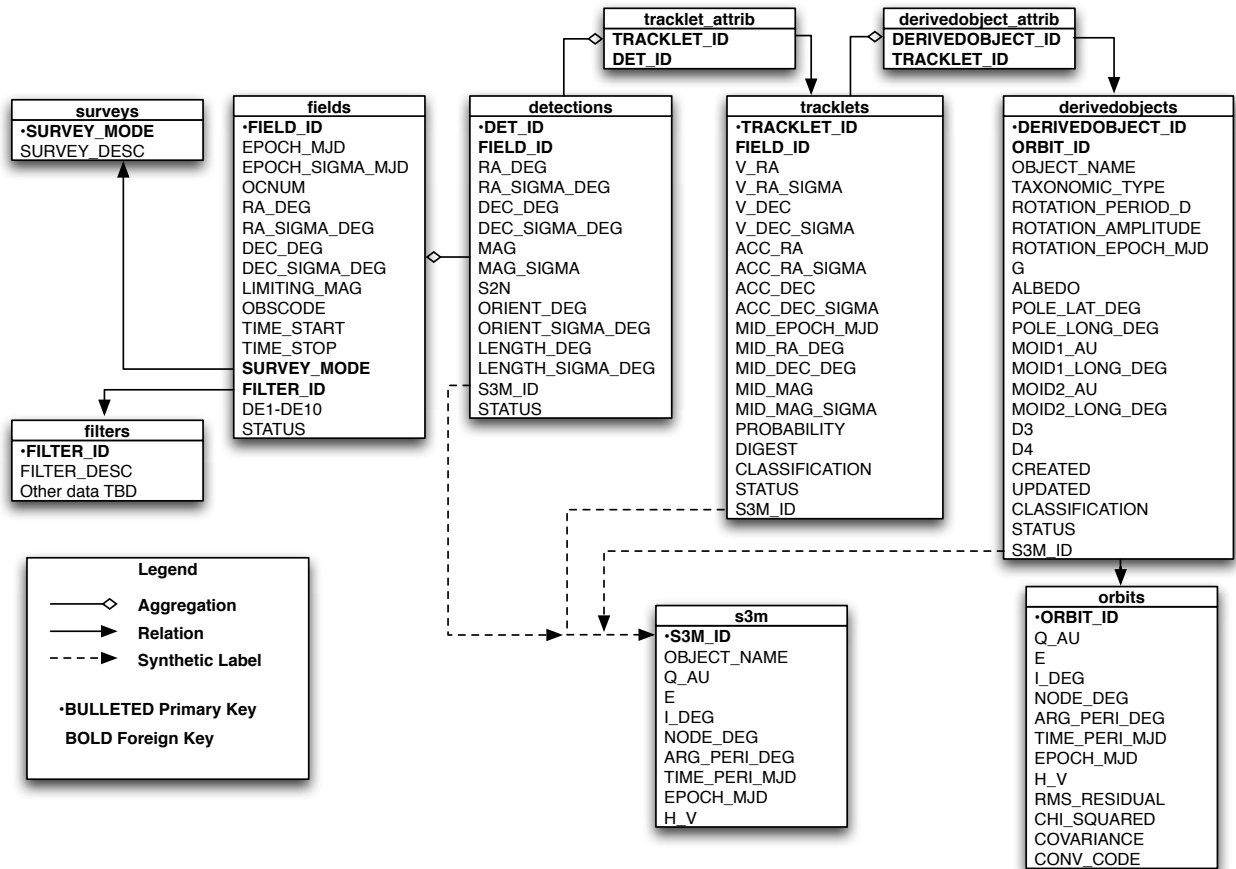 tracklet_attrib
TRACKLET_ID
DET_ID
derivedobject_attrib
DERIVEDOBJECT_ID
TRACKLET_ID
surveys
•SURVEY_MODE
SURVEY_DESC
fields
•FIELD_ID
EPOCH_MJD
EPOCH_SIGMA_MJD
OCNUM
RA_DEG
RA_SIGMA_DEG
DEC_DEG
DEC_SIGMA_DEG
LIMITING_MAG
OBSCODE
TIME_START
TIME_STOP
SURVEY_MODE
FILTER_ID
DE1-DE10
STATUS
detections
•DET_ID
FIELD_ID
RA_DEG
RA_SIGMA_DEG
DEC_DEG
DEC_SIGMA_DEG
MAG
MAG_SIGMA
S2N
ORIENT_DEG
ORIENT_SIGMA_DEG
LENGTH_DEG
LENGTH_SIGMA_DEG
S3M_ID
STATUS
tracklets
•TRACKLET_ID
FIELD_ID
V_RA
V_RA_SIGMA
V_DEC
V_DEC_SIGMA
ACC_RA
ACC_RA_SIGMA
ACC_DEC
ACC_DEC_SIGMA
MID_EPOCH_MJD
MID_RA_DEG
MID_DEC_DEG
MID_MAG
MID_MAG_SIGMA
PROBABILITY
DIGEST
CLASSIFICATION
STATUS
S3M_ID
derivedobjects
•DERIVEDOBJECT_ID
ORBIT_ID
OBJECT_NAME
TAXONOMIC_TYPE
ROTATION_PERIOD_D
ROTATION_AMPLITUDE
ROTATION_EPOCH_MJD
G
ALBEDO
POLE_LAT_DEG
POLE_LONG_DEG
MOID1_AU
MOID1_LONG_DEG
MOID2_AU
MOID2_LONG_DEG
D3
D4
CREATED
UPDATED
CLASSIFICATION
STATUS
S3M_ID
filters
•FILTER_ID
FILTER_DESC
Other data TBD
Legend
Aggregation
Relation
Synthetic Label
•BULLETED Primary Key
BOLD Foreign Key
s3m
•S3M_ID
OBJECT_NAME
Q_AU
E
I_DEG
NODE_DEG
ARG_PERI_DEG
TIME_PERI_MJD
EPOCH_MJD
H_V
orbits
•ORBIT_ID
Q_AU
E
I_DEG
NODE_DEG
ARG_PERI_DEG
TIME_PERI_MJD
EPOCH_MJD
H_V
RMS_RESIDUAL
CHI_SQUARED
COVARIANCE
CONV_CODE